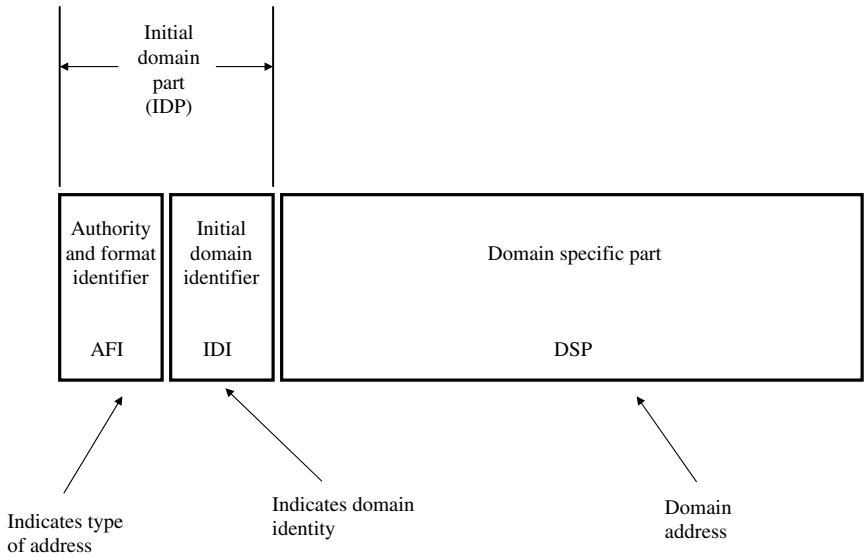 Initial
domain
part
(IDP)
Authority
and format
identifier
AFI
Initial
domain
identifier
IDI
Domain specific part
DSP
Indicates type
of address
Indicates domain
identity
Domain
address